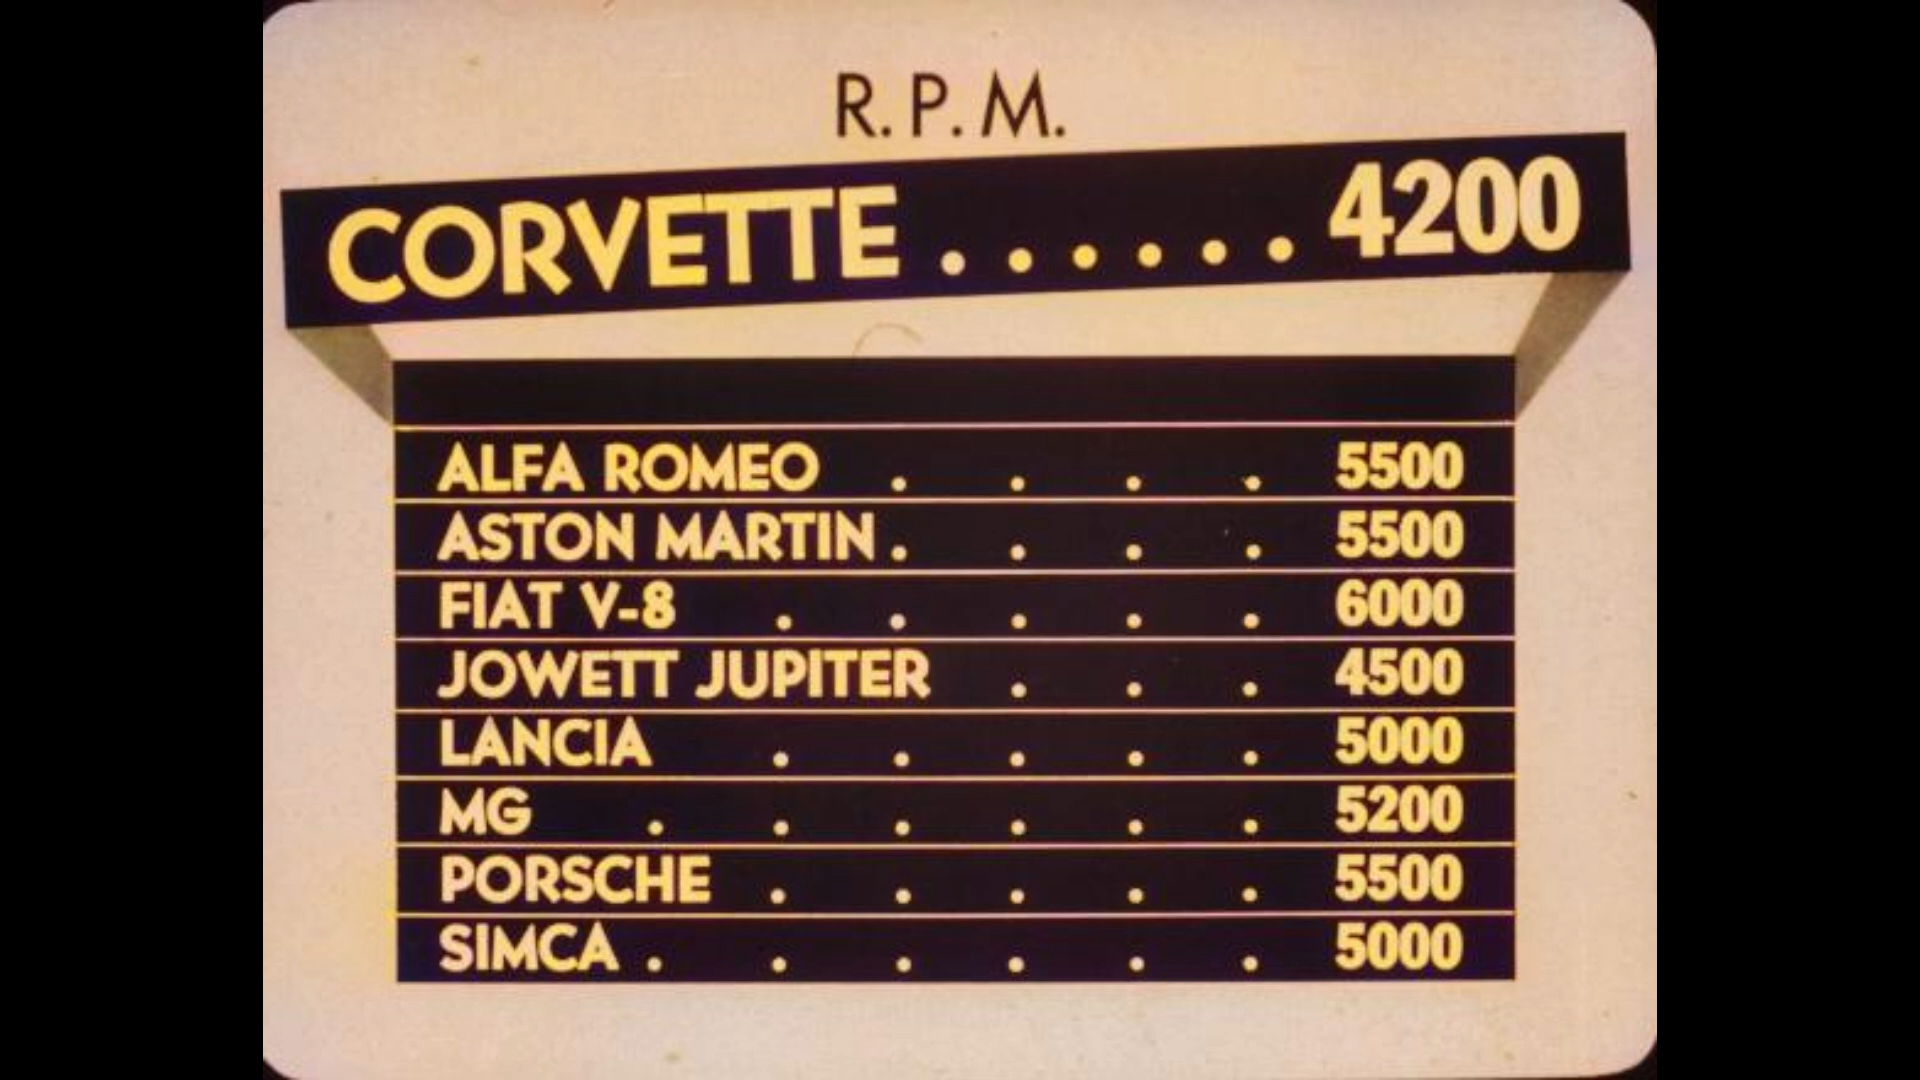 R. P. M.
CORVETTE . . . . . . 4200
ALFA ROMEO . . . . 5500
ASTON MARTIN . . . . 5500
FIAT V-8 . . . . . 6000
JOWETT JUPITER . . . 4500
LANCIA . . . . . 5000
MG . . . . . . 5200
PORSCHE . . . . . 5500
SIMCA . . . . . . 5000